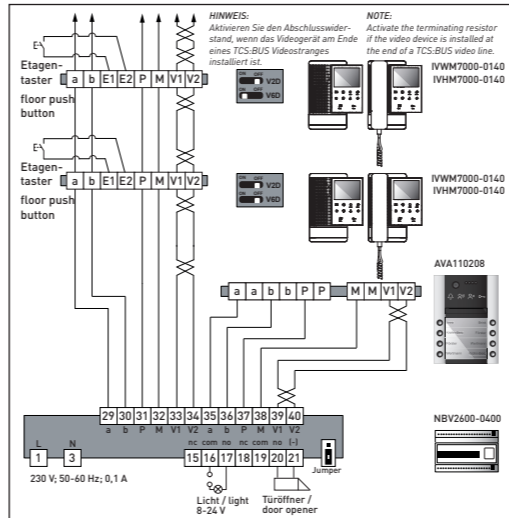 HINWEIS:
Aktivieren Sie den Abschlusswider-
stand, wenn das Videogerät am Ende
eines TCS:BUS Videostranges
installiert ist.
NOTE:
Activate the terminating resistor
if the video device is installed at
the end of a TCS:BUS video line.
Etagen-
taster
floor push
button
a b E1 E2 P M V1 V2
ON OFF
V2D
ON OFF
V6D
IVWM7000-0140
IVHM7000-0140
Etagen-
taster
floor push
button
a b E1 E2 P M V1 V2
ON OFF
V2D
ON OFF
V6D
IVWM7000-0140
IVHM7000-0140
AVA110208
a a b b P P M M V1 V2
29 30 31 32 33 34 35 36 37 38 39 40
a b P M V1 V2 a b P M V1 V2
nc com no nc com no (-)
L N
1 3
15 16 17 18 19 20 21
Jumper
230 V; 50-60 Hz; 0,1 A
Licht / light
8-24 V
Türöffner /
door opener
NBV2600-0400